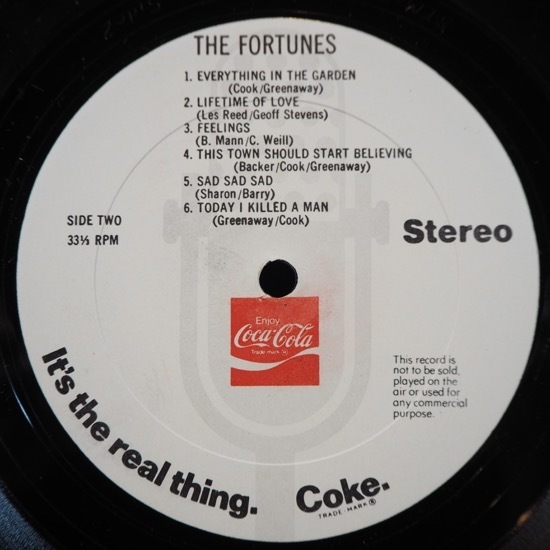 THE FORTUNES
1. EVERYTHING IN THE GARDEN
(Cook/Greenaway)
2. LIFETIME OF LOVE
(Les Reed/Geoff Stevens)
3. FEELINGS
(B. Mann/C. Weill)
4. THIS TOWN SHOULD START BELIEVING
(Backer/Cook/Greenaway)
5. SAD SAD SAD
(Sharon/Barry)
6. TODAY I KILLED A MAN
(Greenaway/Cook)
SIDE TWO
33⅓ RPM
Stereo
Enjoy
Coca-Cola
Trade mark ®
This record is
not to be sold,
played on the
air or used for
any commercial
purpose.
It's the real thing.
Coke.
TRADE MARK ®